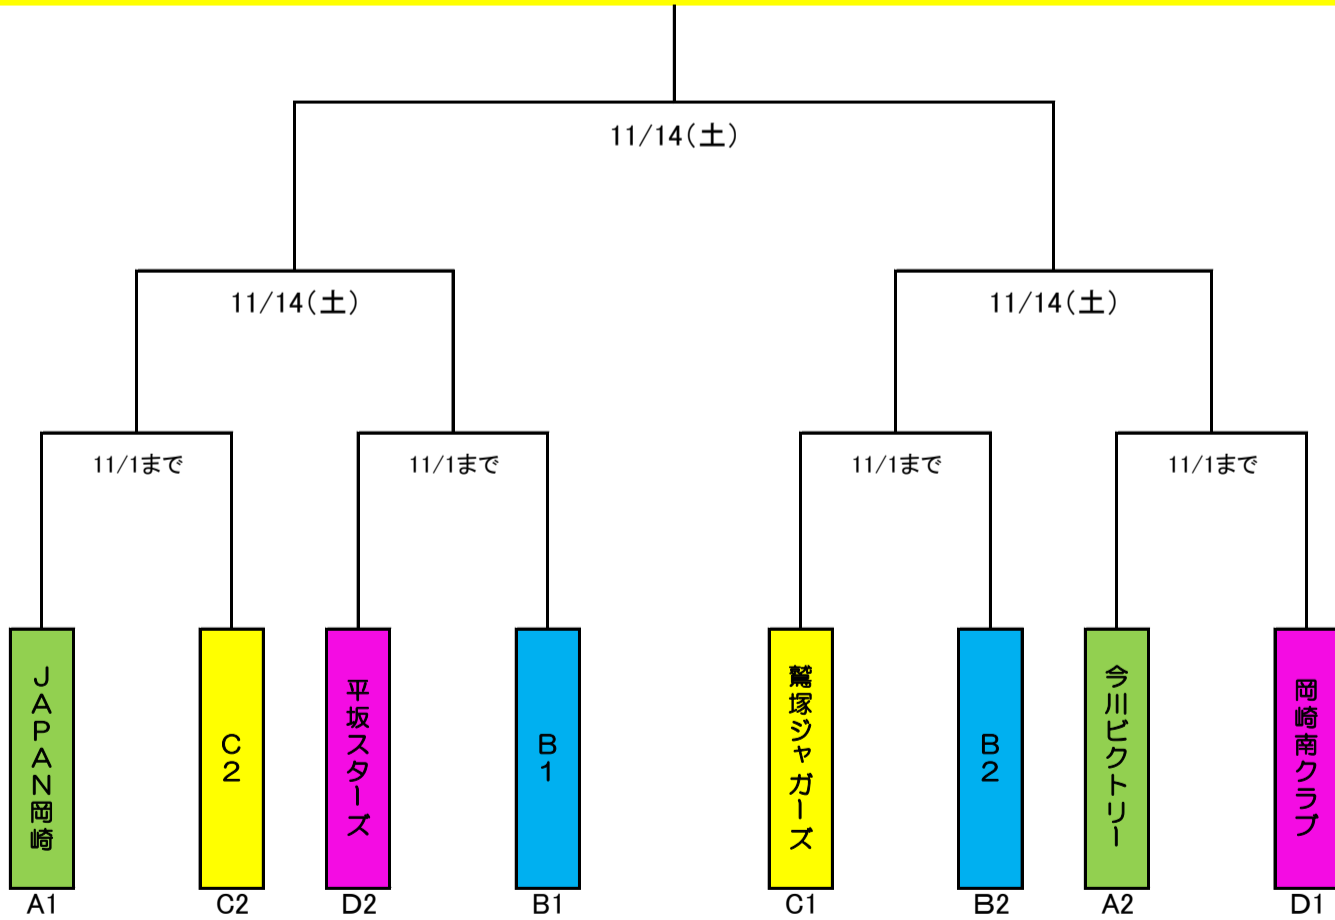 11/14(土)
11/14(土)
11/14(土)
11/1まで
11/1まで
11/1まで
11/1まで
JAPAN岡崎
C2
平坂スターズ
B1
鷲塚ジャガーズ
B2
今川ビクトリー
岡崎南クラブ
A1
C2
D2
B1
C1
B2
A2
D1